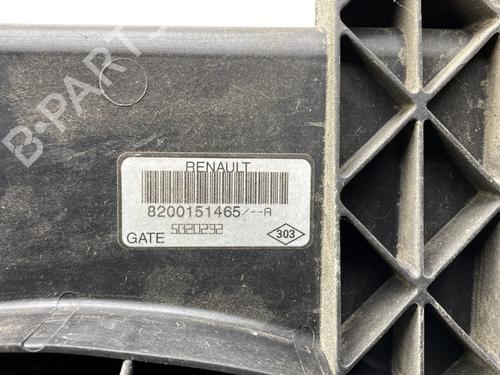 B-PARTS
RENAULT
8200151465/--A
GATE 5020232 303